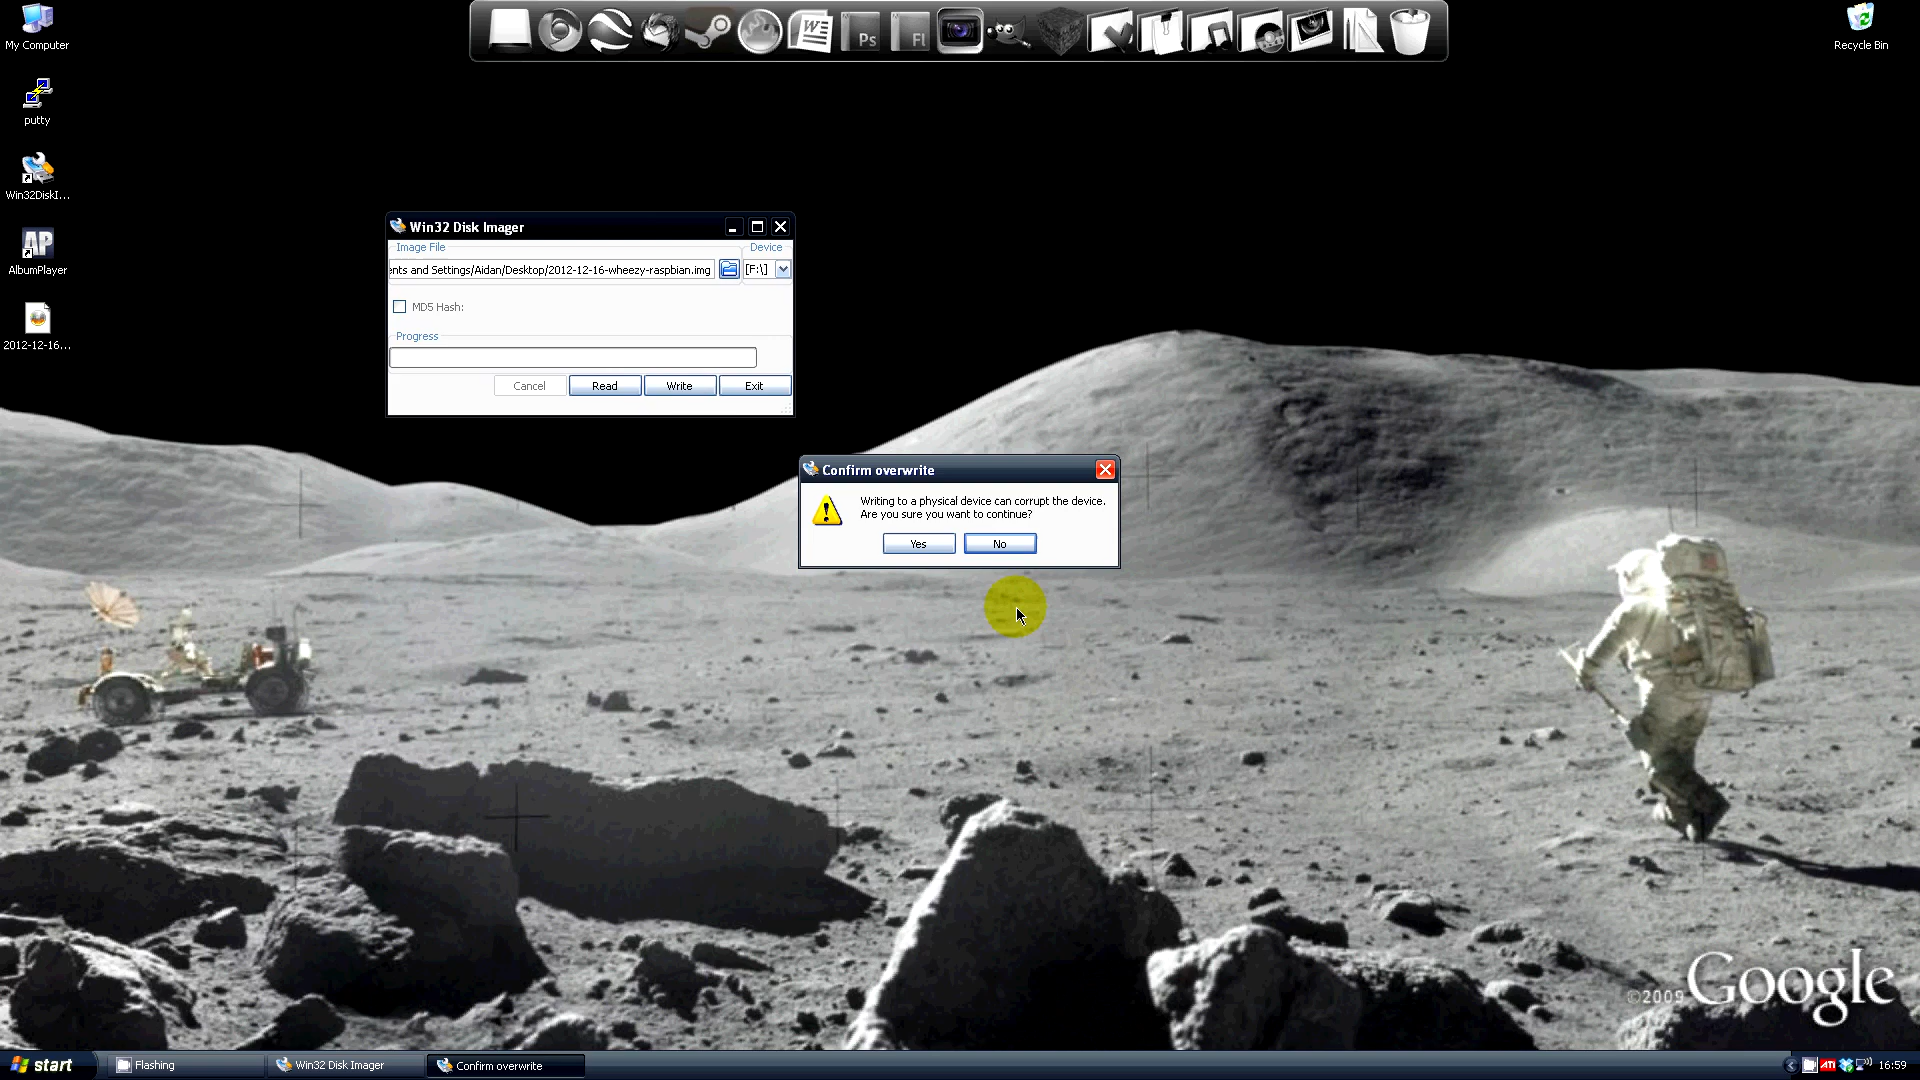 My Computer
putty
Win32DiskI...
AlbumPlayer
2012-12-16...
W
Ps
Fl
Recycle Bin
Win32 Disk Imager
Image File
Device
ents and Settings/Aidan/Desktop/2012-12-16-wheezy-raspbian.img
[F:\]
MD5 Hash:
Progress
Cancel
Read
Write
Exit
Confirm overwrite
Writing to a physical device can corrupt the device.
Are you sure you want to continue?
Yes
No
©2009 Google
start
Flashing
Win32 Disk Imager
Confirm overwrite
ATI
16:59
AP